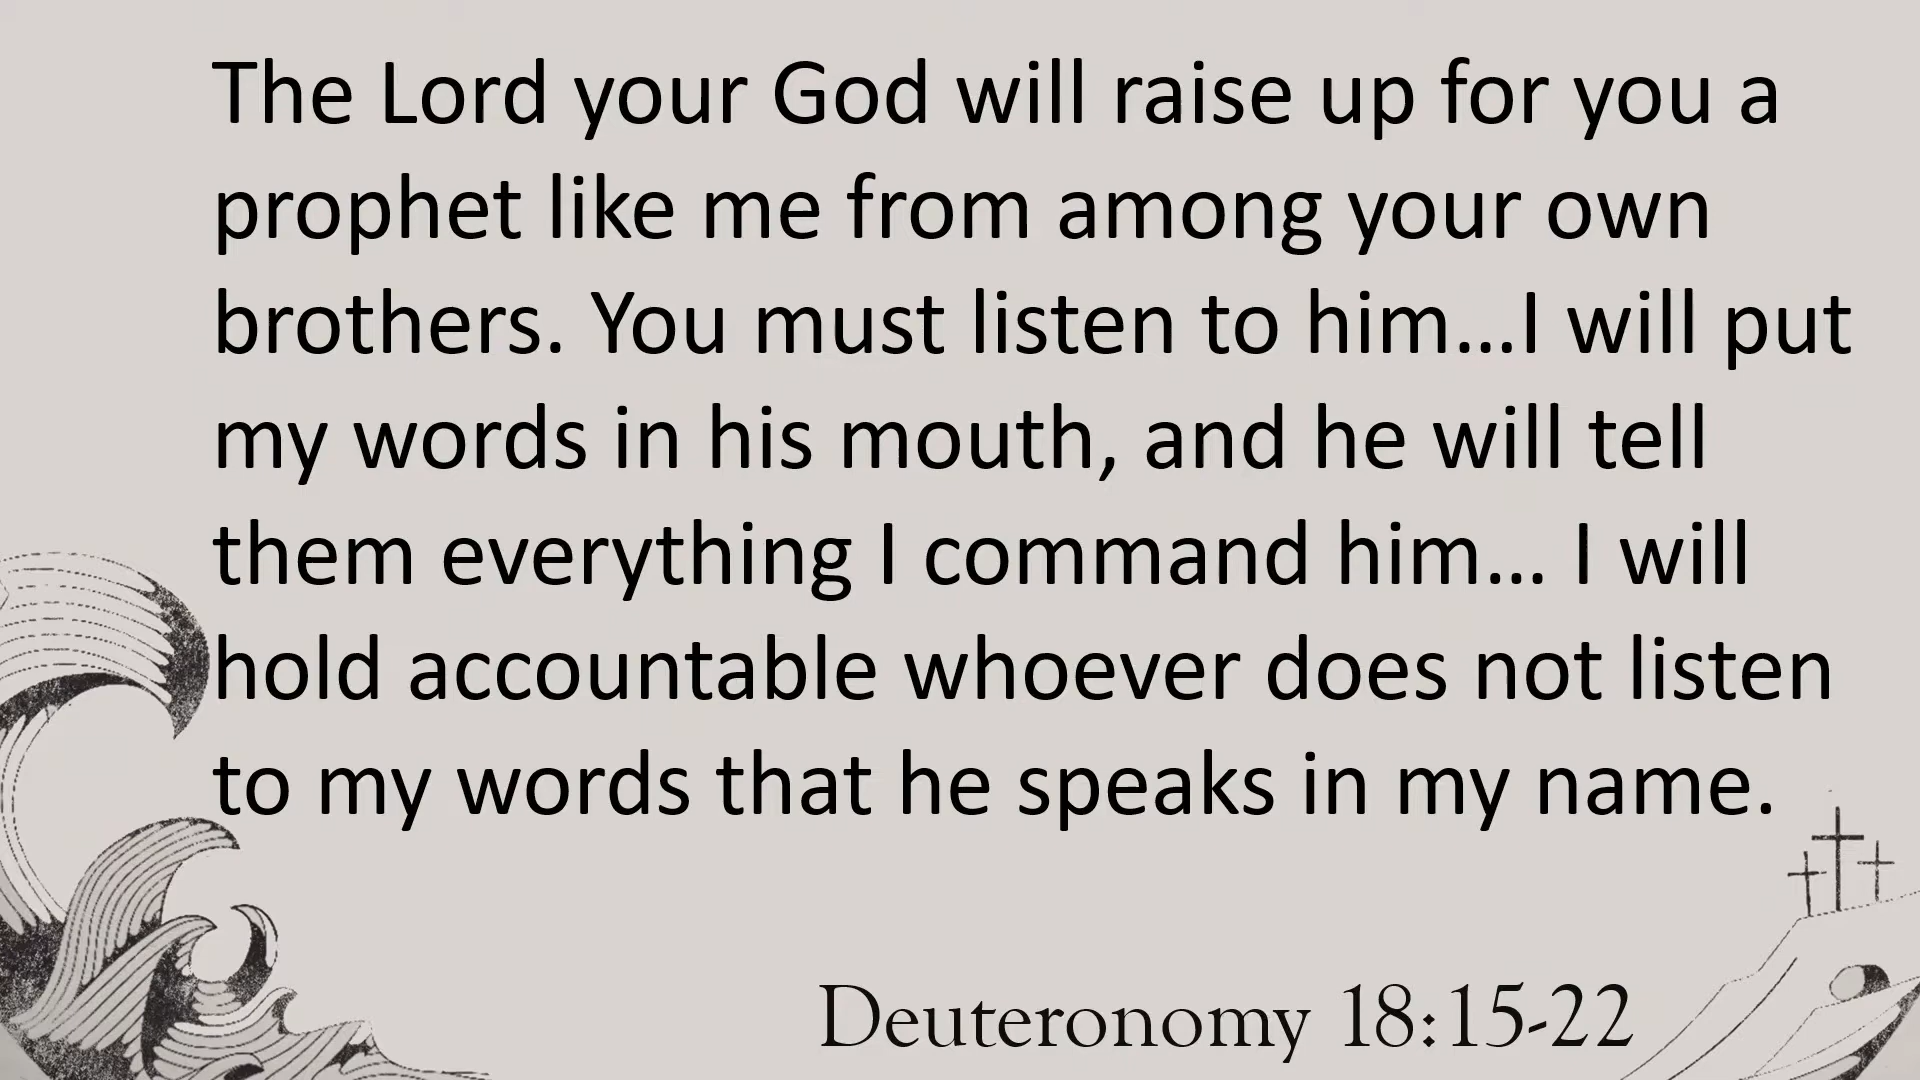 The Lord your God will raise up for you a
prophet like me from among your own
brothers. You must listen to him…I will put
my words in his mouth, and he will tell
them everything I command him… I will
hold accountable whoever does not listen
to my words that he speaks in my name.
Deuteronomy 18:15-22